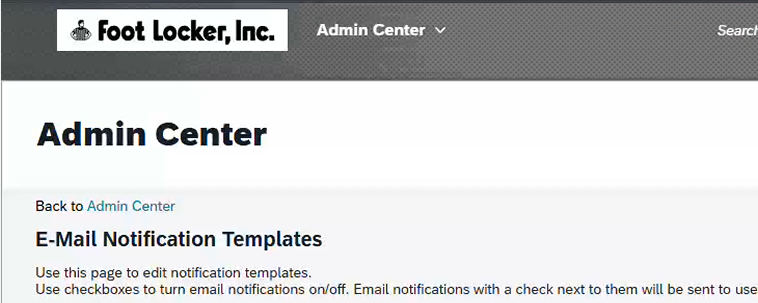 Foot Locker, Inc.
Admin Center
Search
Admin Center
Back to Admin Center
E-Mail Notification Templates
Use this page to edit notification templates.
Use checkboxes to turn email notifications on/off. Email notifications with a check next to them will be sent to use